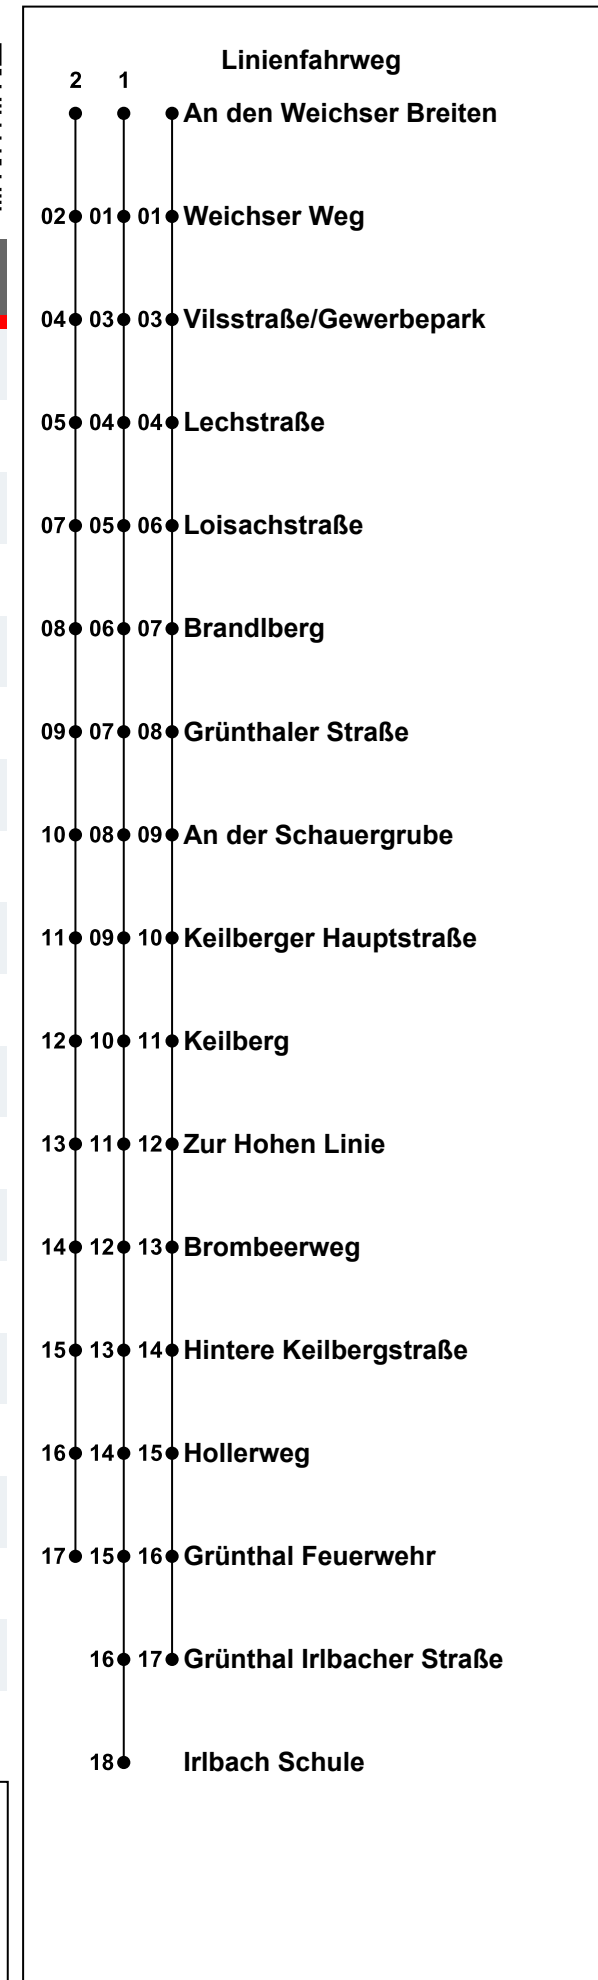 Linienfahrweg
2 1
An den Weichser Breiten
02 01 01 Weichser Weg
04 03 03 Vilsstraße/Gewerbepark
05 04 04 Lechstraße
07 05 06 Loisachstraße
08 06 07 Brandlberg
09 07 08 Grünthaler Straße
10 08 09 An der Schauergrube
11 09 10 Keilberger Hauptstraße
12 10 11 Keilberg
13 11 12 Zur Hohen Linie
14 12 13 Brombeerweg
15 13 14 Hintere Keilbergstraße
16 14 15 Hollerweg
17 15 16 Grünthal Feuerwehr
16 17 Grünthal Irlbacher Straße
18 Irlbach Schule